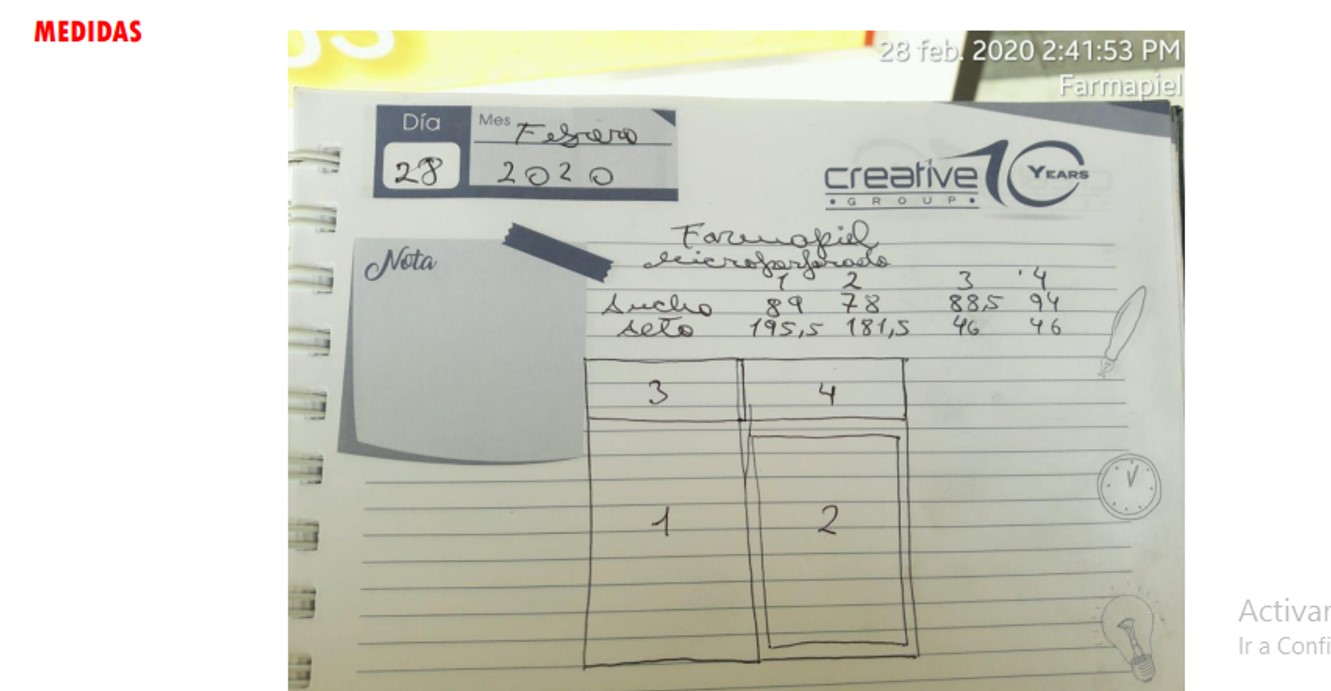 MEDIDAS
28 feb. 2020 2:41:53 PM
Farmapiel
Día Mes Febrero
28 2020
creative 10 YEARS
GROUP
Nota
Farmapiel
Microperforado
1 2 3 4
Ancho 89 78 88,5 94
Alto 195,5 181,5 46 46
3 4
1 2
Activar
Ir a Confi